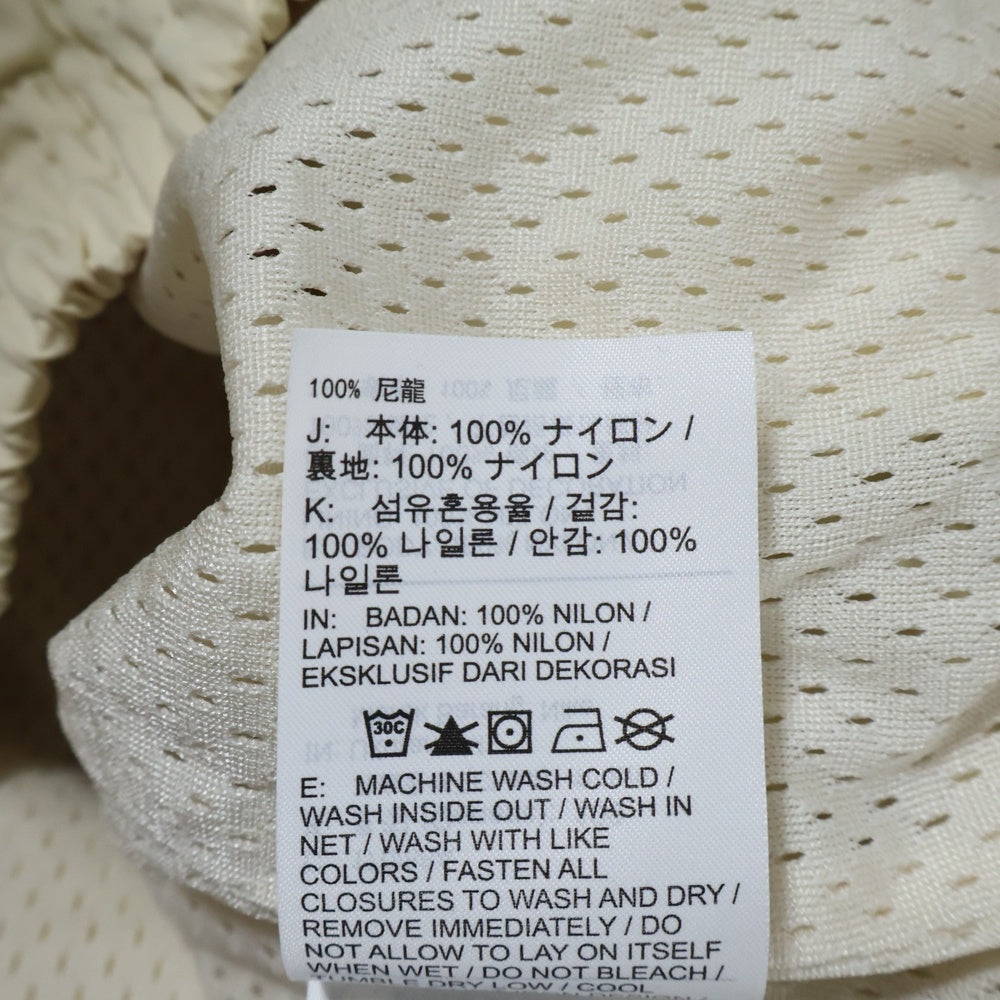 100% 尼龍
J: 本体: 100% ナイロン /
裏地: 100% ナイロン
K: 섬유혼용율 / 겉감:
100% 나일론 / 안감: 100%
나일론
IN: BADAN: 100% NILON /
LAPISAN: 100% NILON /
EKSKLUSIF DARI DEKORASI
30C
E: MACHINE WASH COLD /
WASH INSIDE OUT / WASH IN
NET / WASH WITH LIKE
COLORS / FASTEN ALL
CLOSURES TO WASH AND DRY /
REMOVE IMMEDIATELY / DO
NOT ALLOW TO LAY ON ITSELF
WHEN WET / DO NOT BLEACH /
TUMBLE DRY LOW / COOL